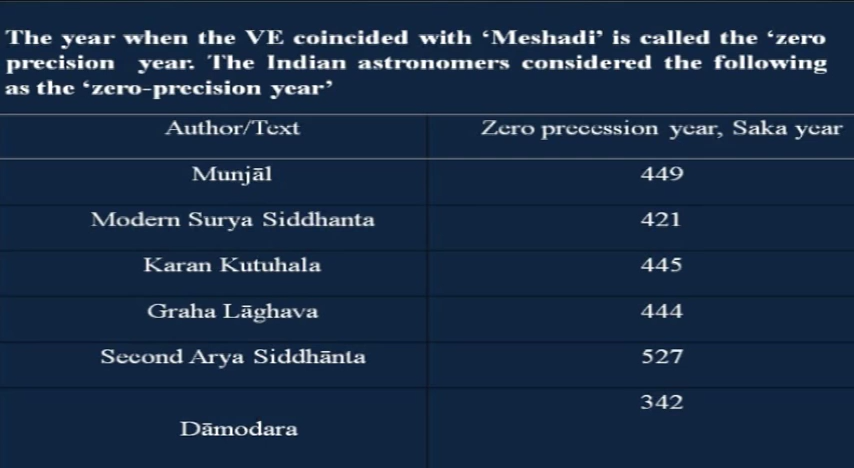 The year when the VE coincided with ‘Meshadi’ is called the ‘zero
precision year. The Indian astronomers considered the following
as the ‘zero-precision year’
Author/Text Zero precession year, Saka year
Munjāl 449
Modern Surya Siddhanta 421
Karan Kutuhala 445
Graha Lāghava 444
Second Arya Siddhānta 527
Dāmodara 342